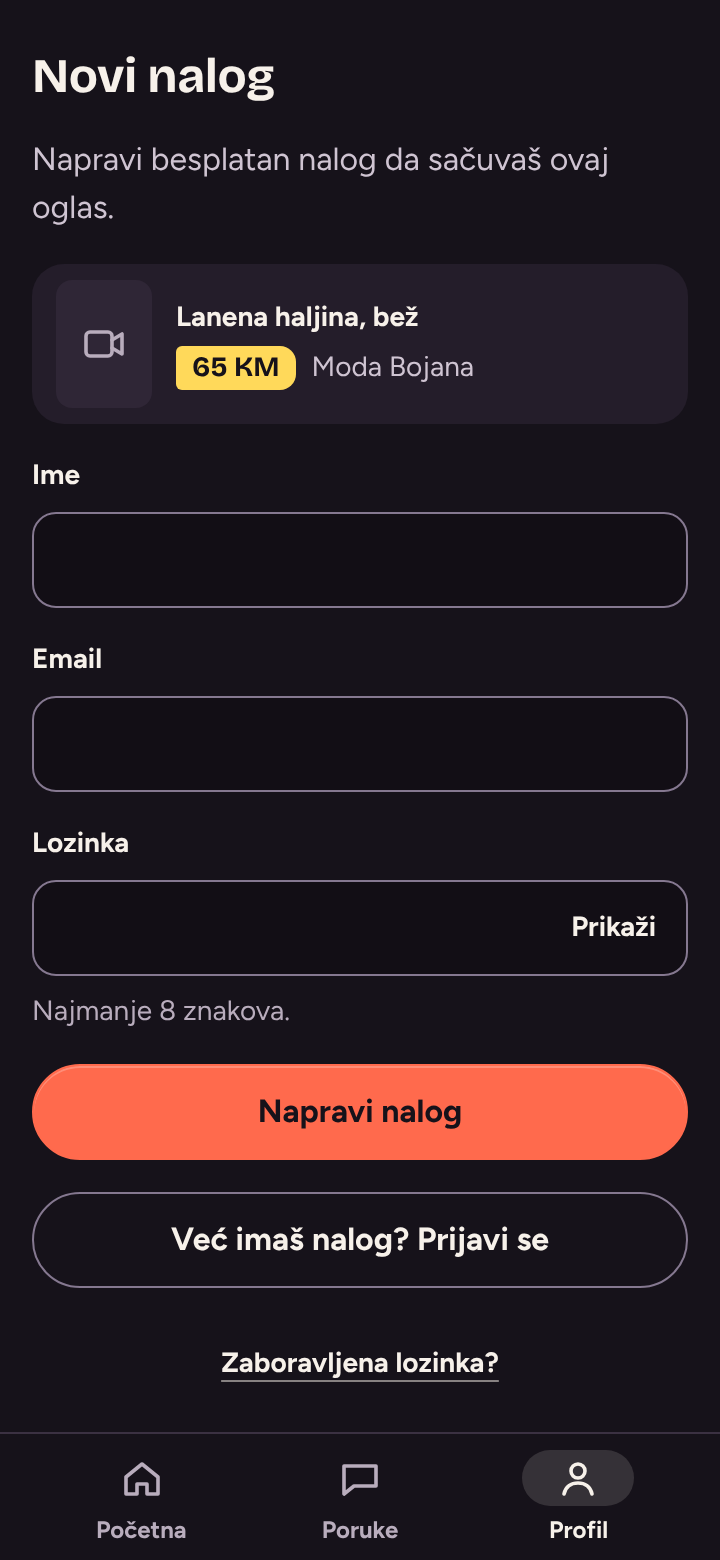 Novi nalog
Napravi besplatan nalog da sačuvaš ovaj
oglas.
Lanena haljina, bež
65 KM Moda Bojana
Ime
Email
Lozinka
Prikaži
Najmanje 8 znakova.
Napravi nalog
Već imaš nalog? Prijavi se
Zaboravljena lozinka?
Početna Poruke Profil